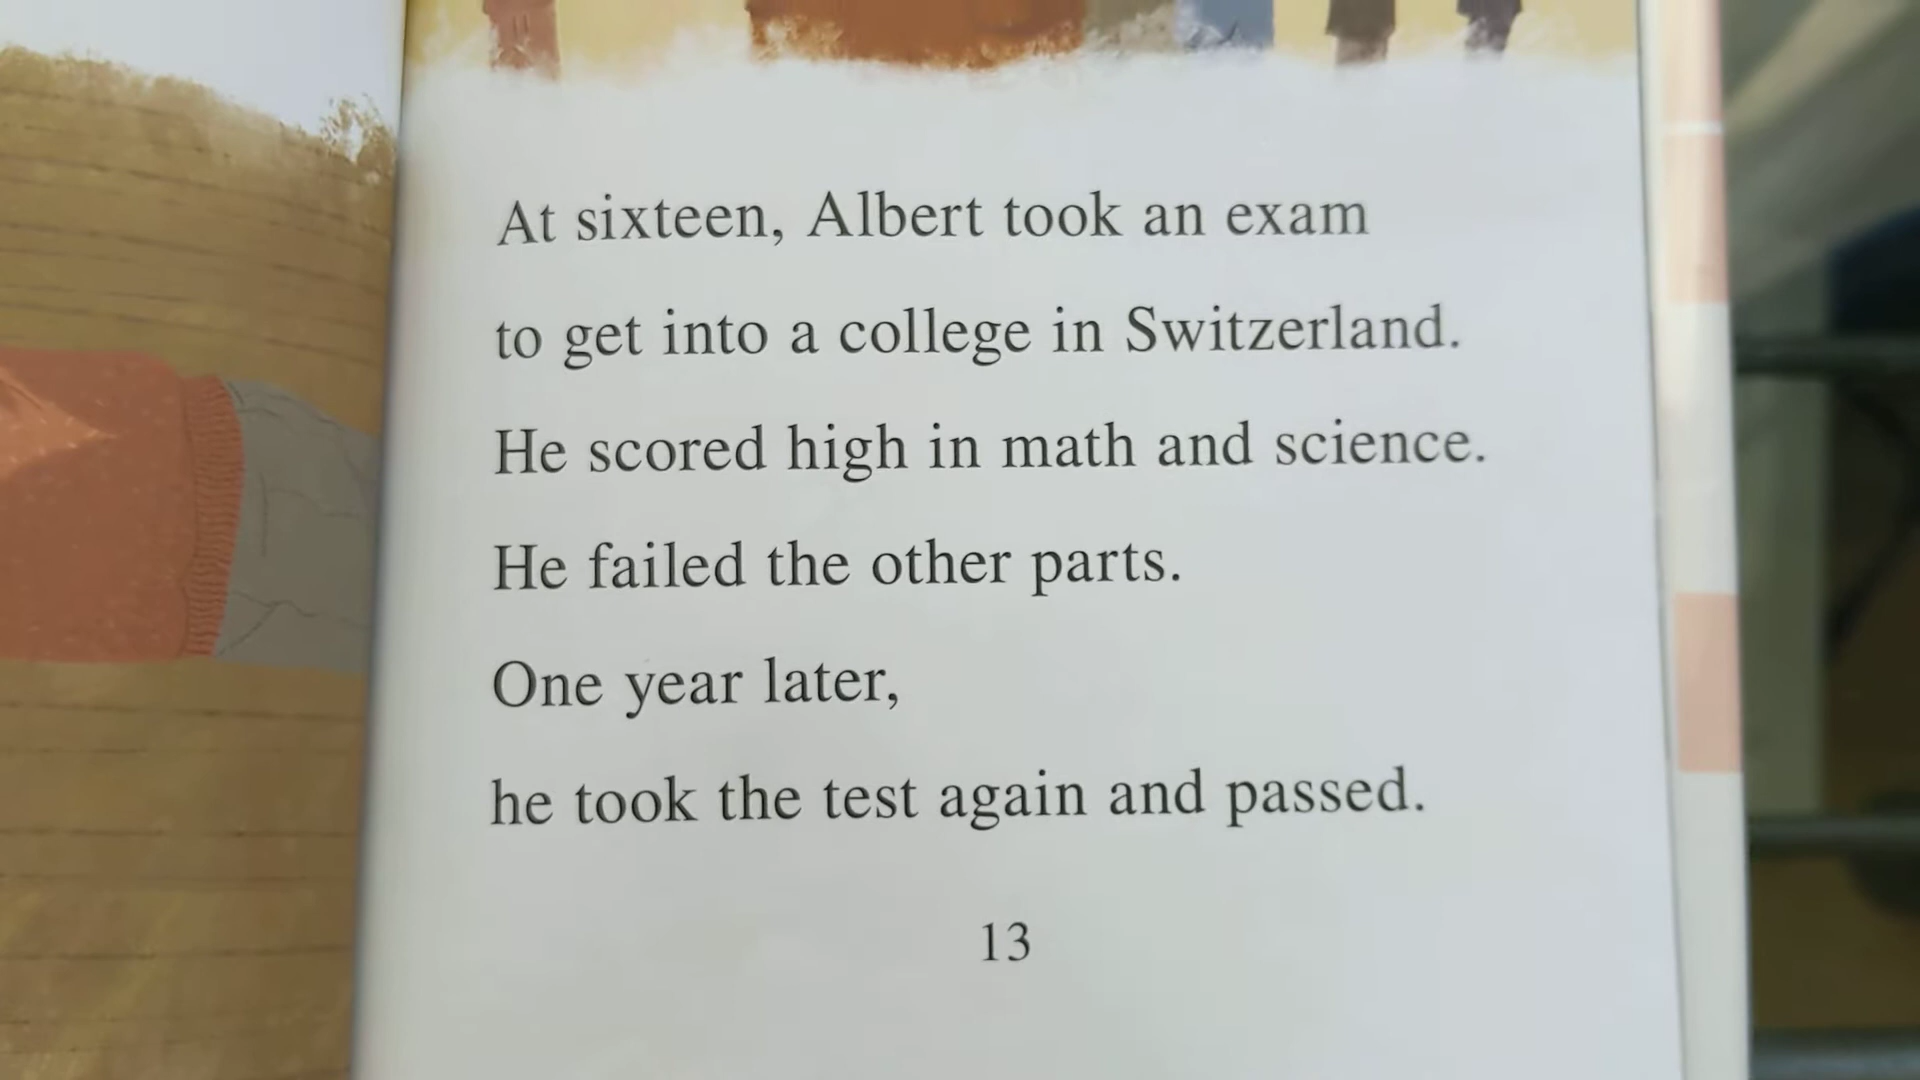 At sixteen, Albert took an exam
to get into a college in Switzerland.
He scored high in math and science.
He failed the other parts.
One year later,
he took the test again and passed.
13